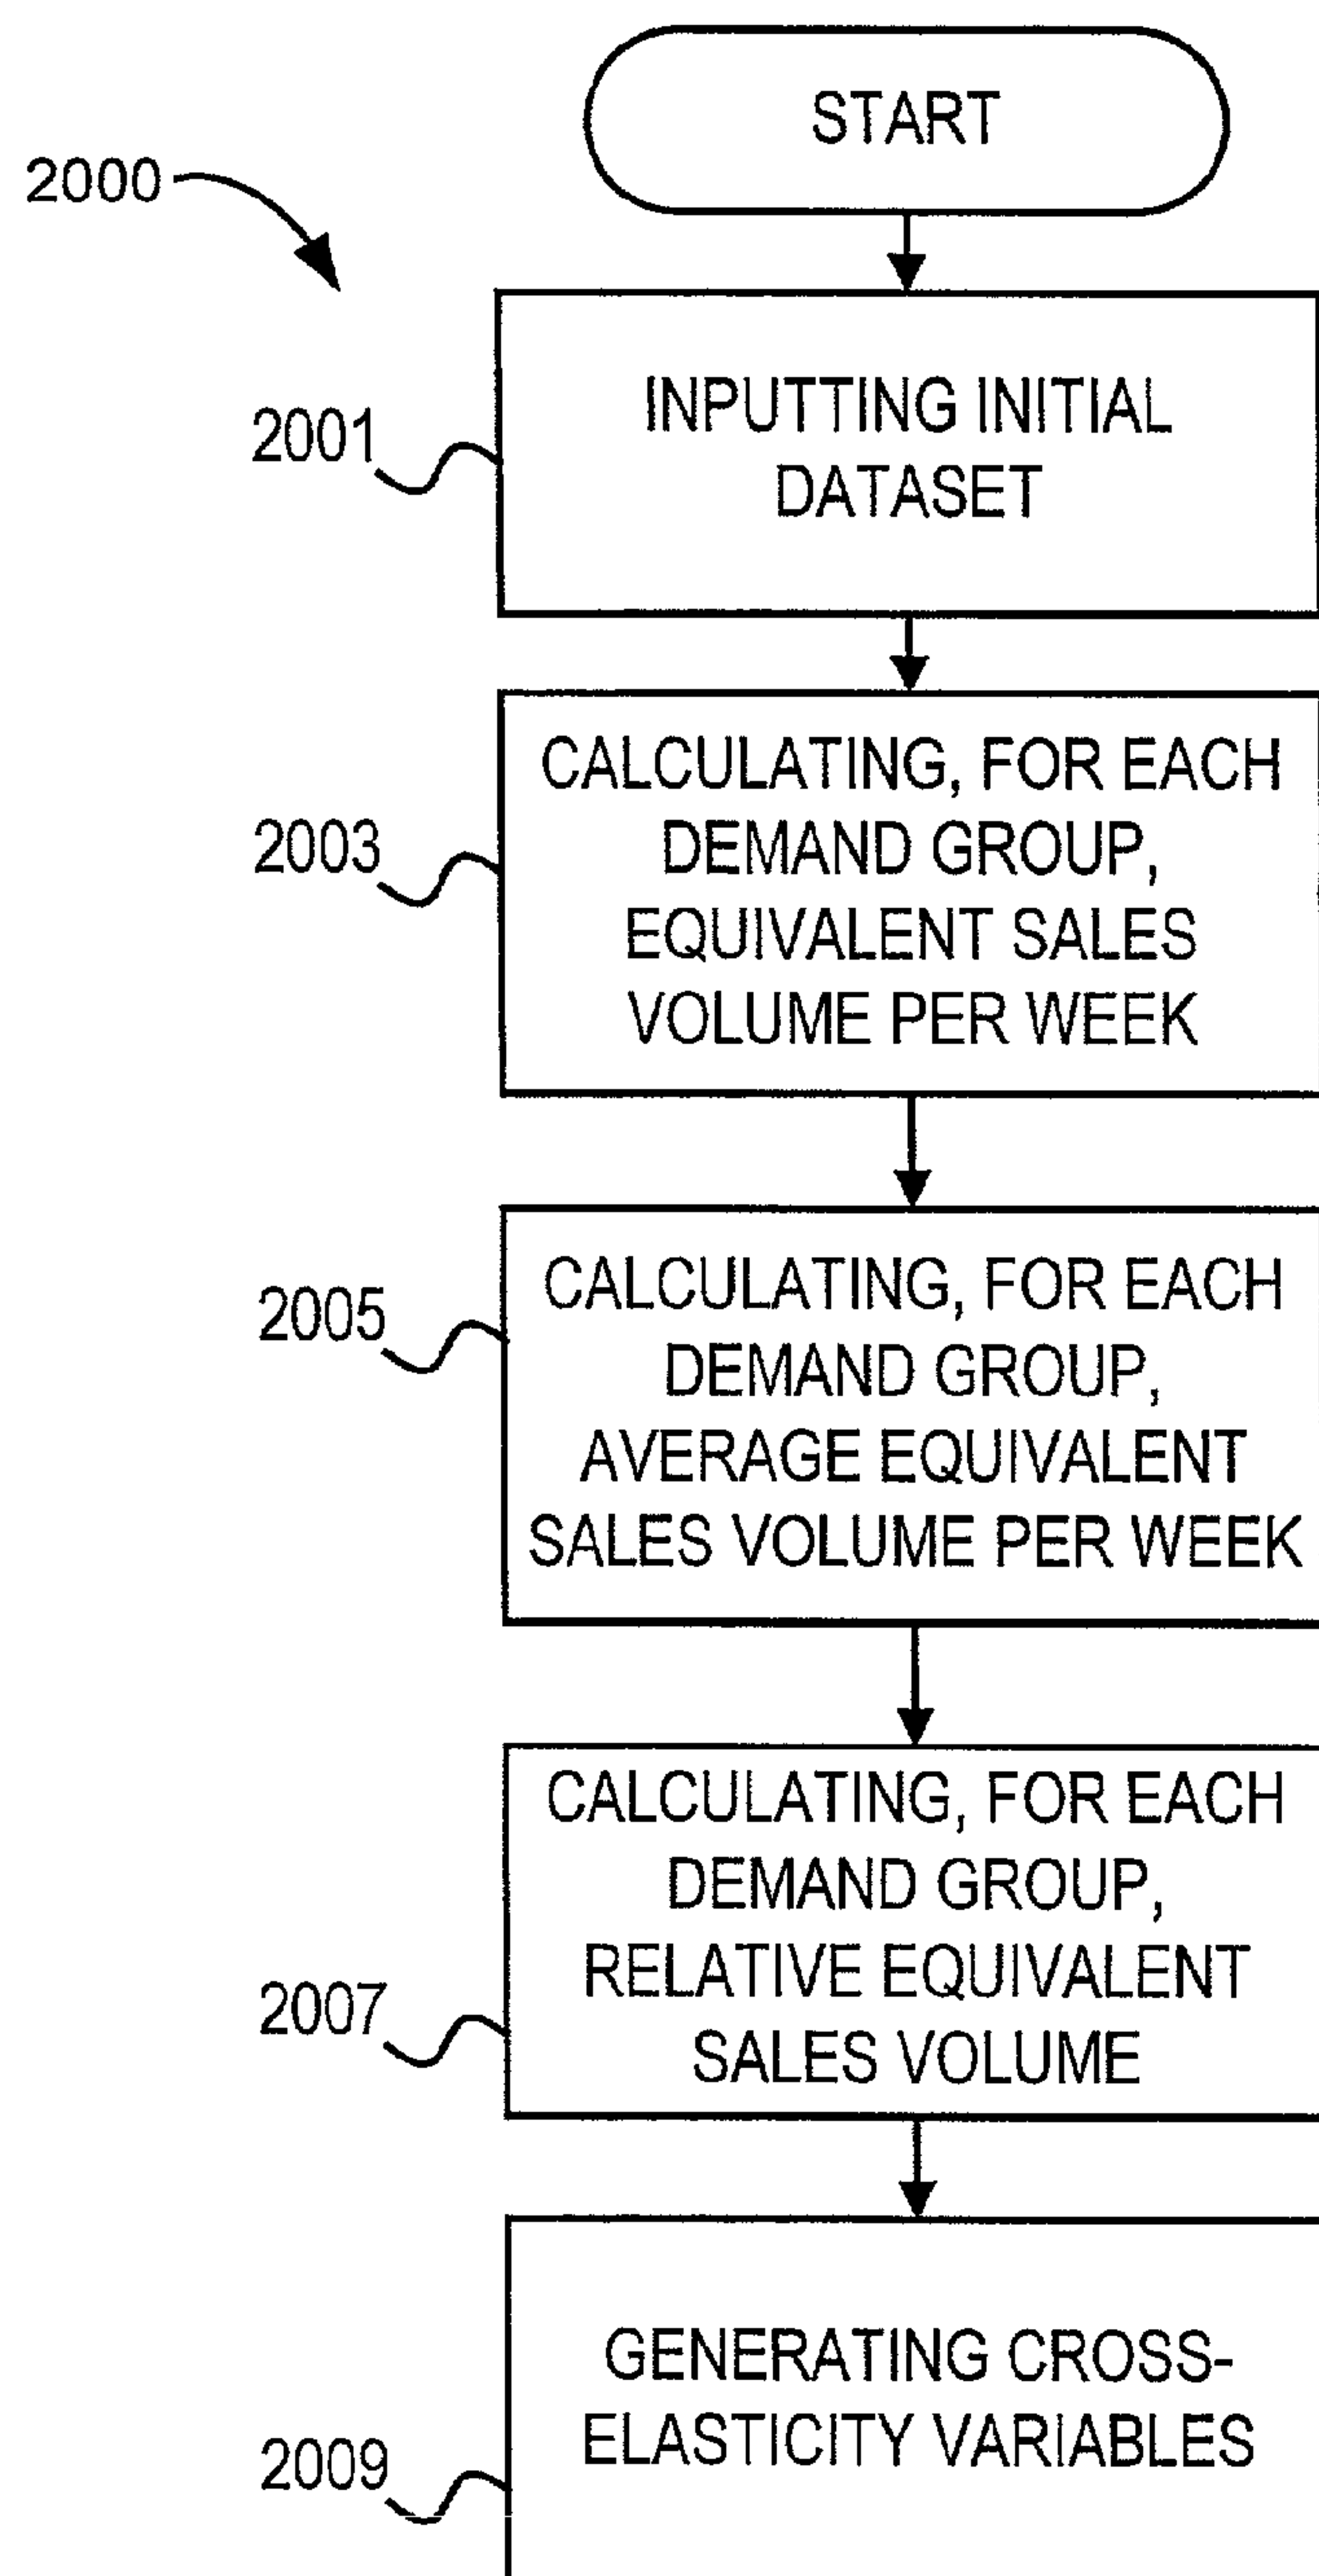 START
2000
2001
INPUTTING INITIAL
DATASET
2003
CALCULATING, FOR EACH
DEMAND GROUP,
EQUIVALENT SALES
VOLUME PER WEEK
2005
CALCULATING, FOR EACH
DEMAND GROUP,
AVERAGE EQUIVALENT
SALES VOLUME PER WEEK
2007
CALCULATING, FOR EACH
DEMAND GROUP,
RELATIVE EQUIVALENT
SALES VOLUME
2009
GENERATING CROSS-
ELASTICITY VARIABLES